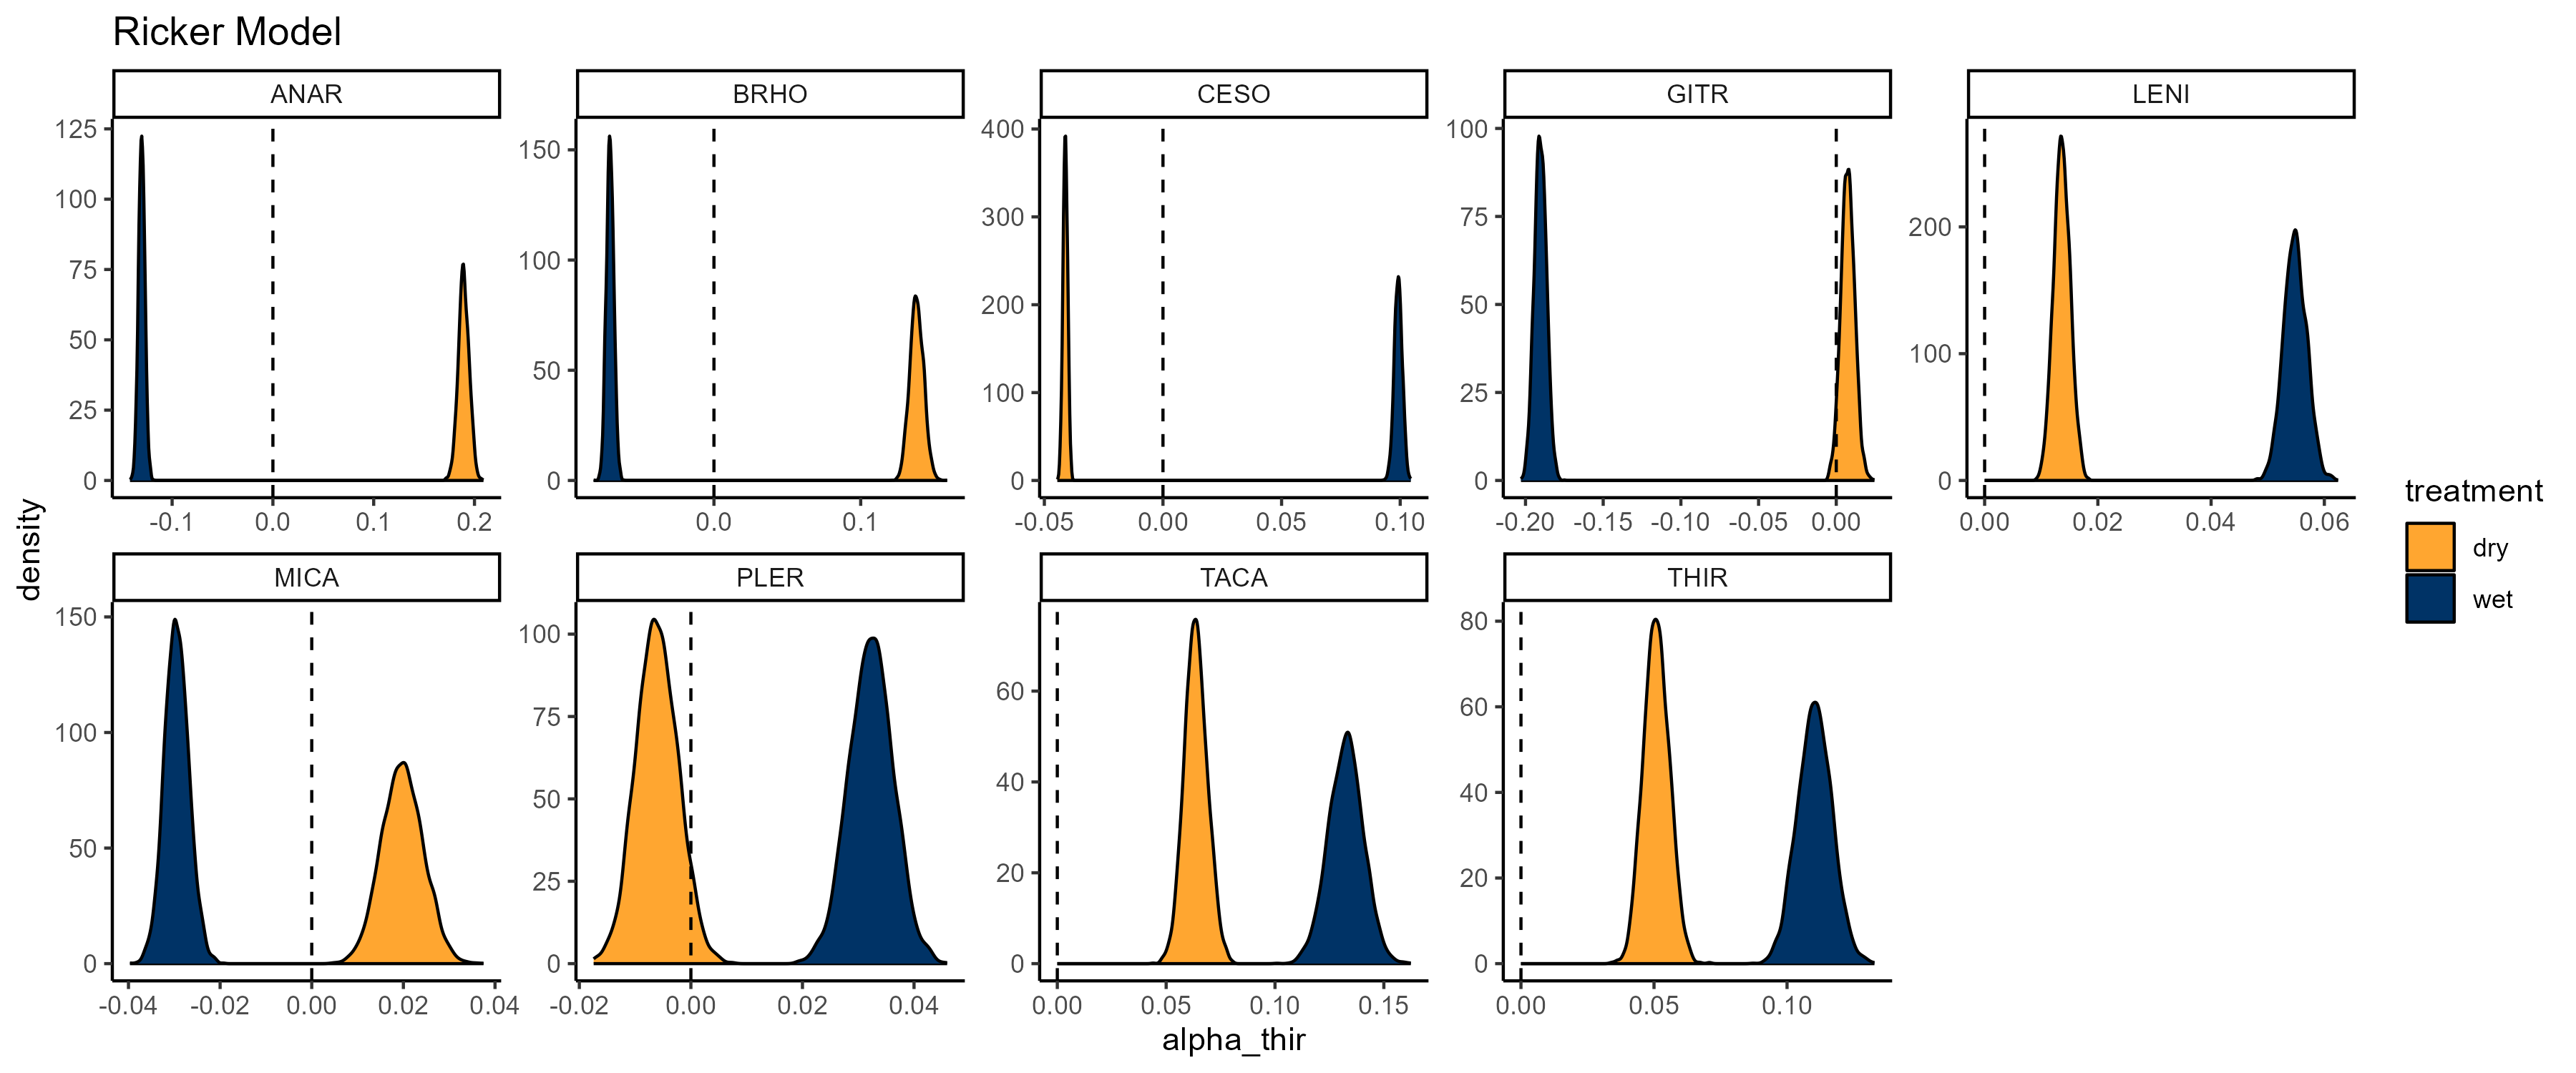 Ricker Model
ANAR BRHO CESO GITR LENI
125 100 75 50 25 0
150 100 50 0
400 300 200 100 0
100 75 50 25 0
200 100 0
-0.1 0.0 0.1 0.2
0.0 0.1
-0.05 0.00 0.05 0.10
-0.20 -0.15 -0.10 -0.05 0.00
0.00 0.02 0.04 0.06
density
MICA PLER TACA THIR
150 100 50 0
100 75 50 25 0
60 40 20 0
80 60 40 20 0
-0.04 -0.02 0.00 0.02 0.04
-0.02 0.00 0.02 0.04
0.00 0.05 0.10 0.15
0.00 0.05 0.10
alpha_thir
treatment
dry
wet